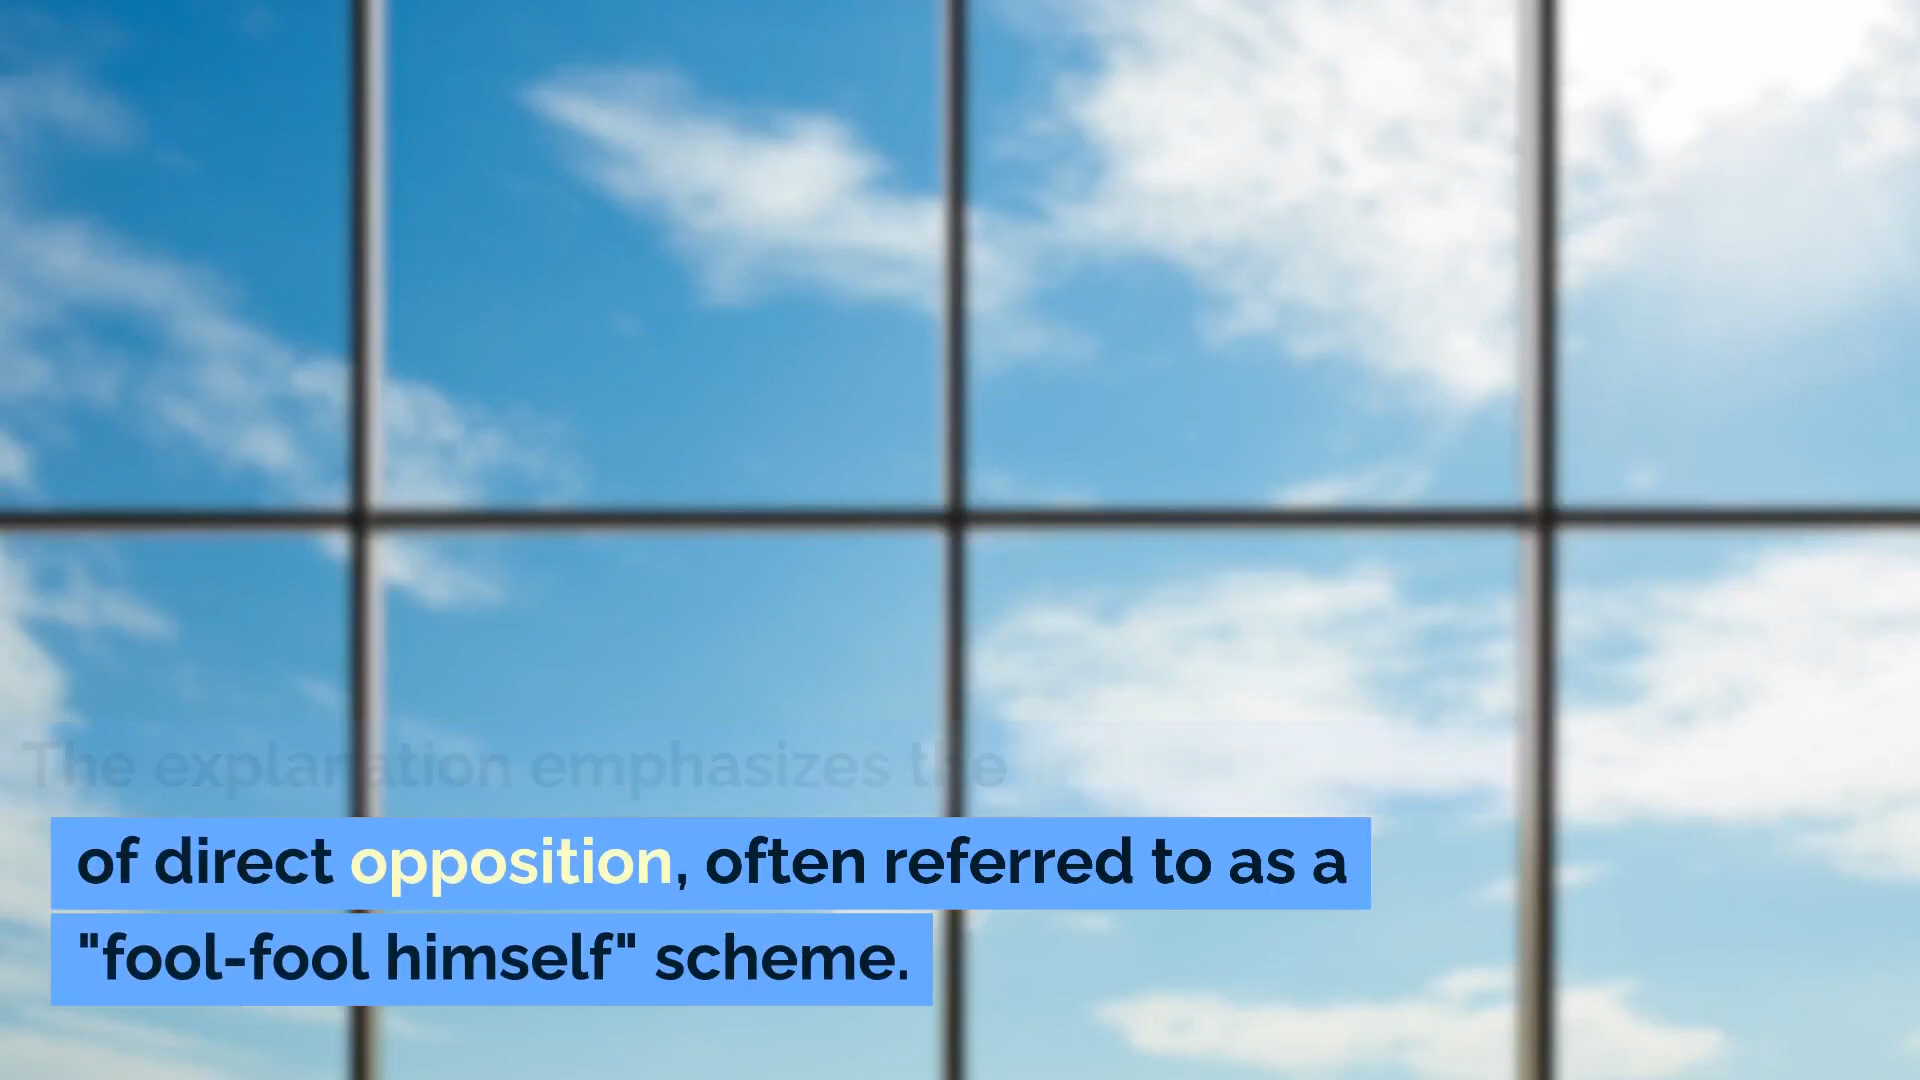 The explanation emphasizes the
of direct opposition, often referred to as a
"fool-fool himself" scheme.